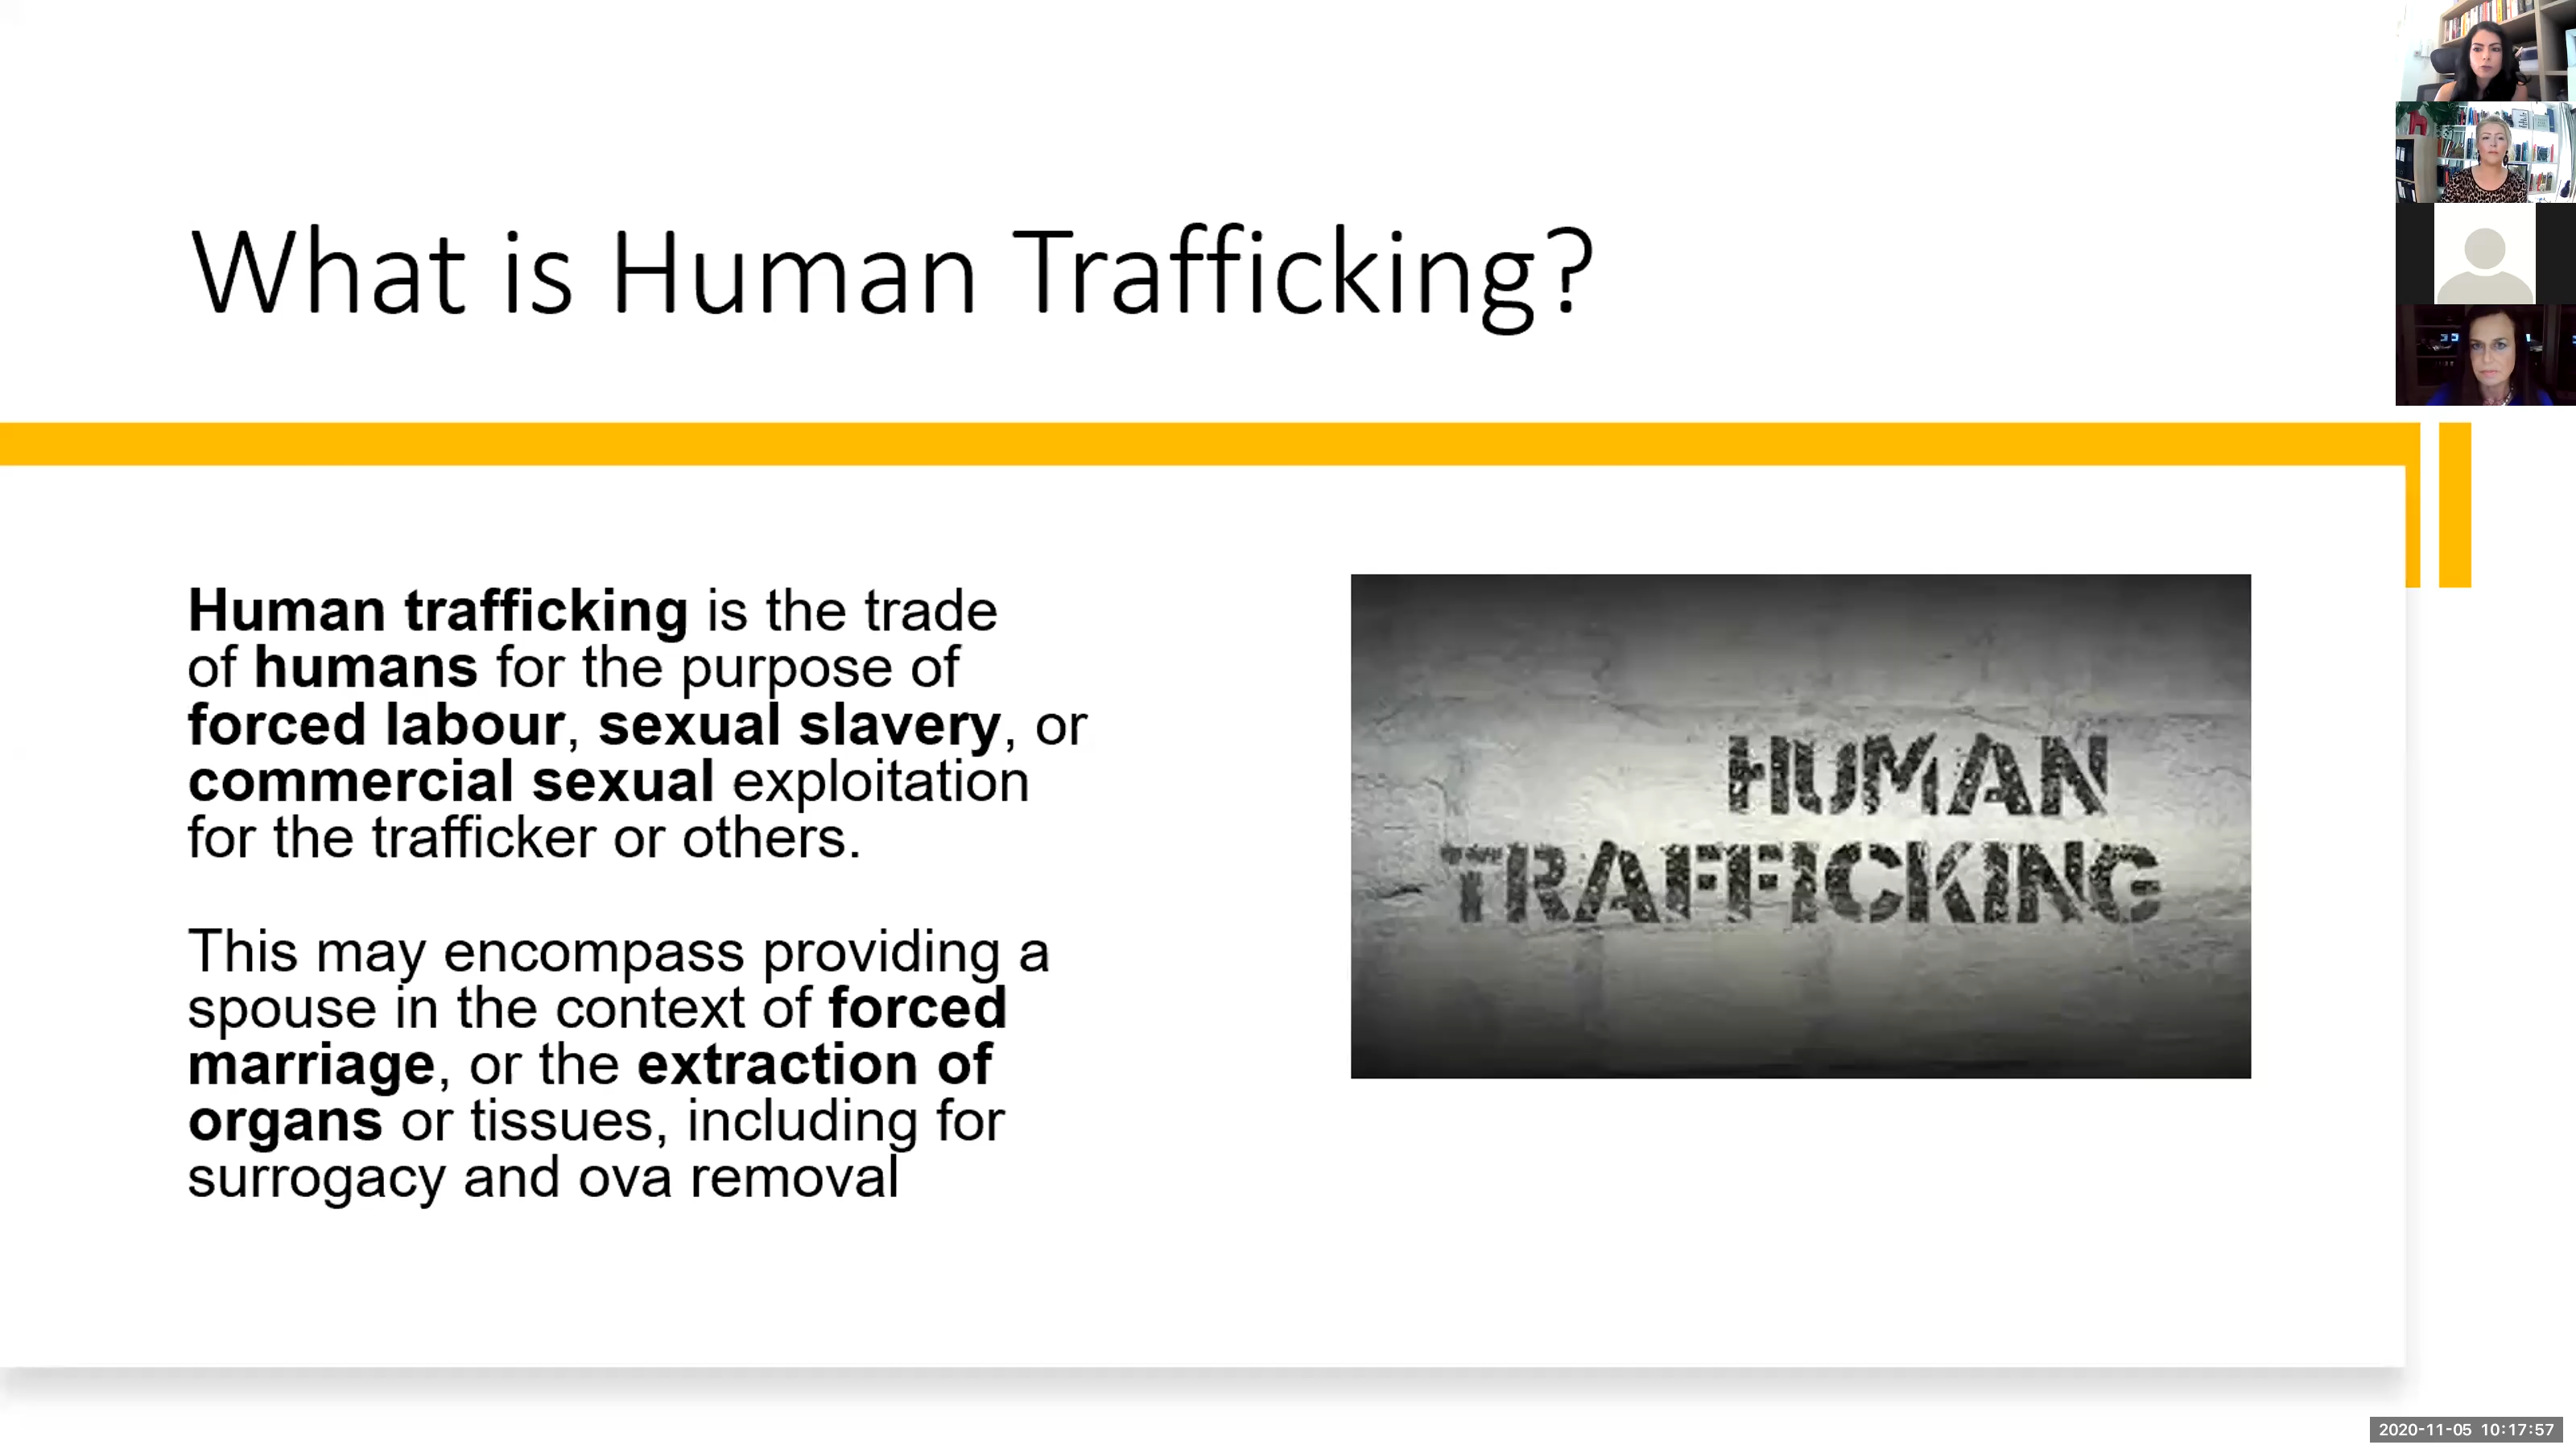 What is Human Trafficking?
Human trafficking is the trade
of humans for the purpose of
forced labour, sexual slavery, or
commercial sexual exploitation
for the trafficker or others.
This may encompass providing a
spouse in the context of forced
marriage, or the extraction of
organs or tissues, including for
surrogacy and ova removal
HUMAN
TRAFFICKING
2020-11-05 10:17:57